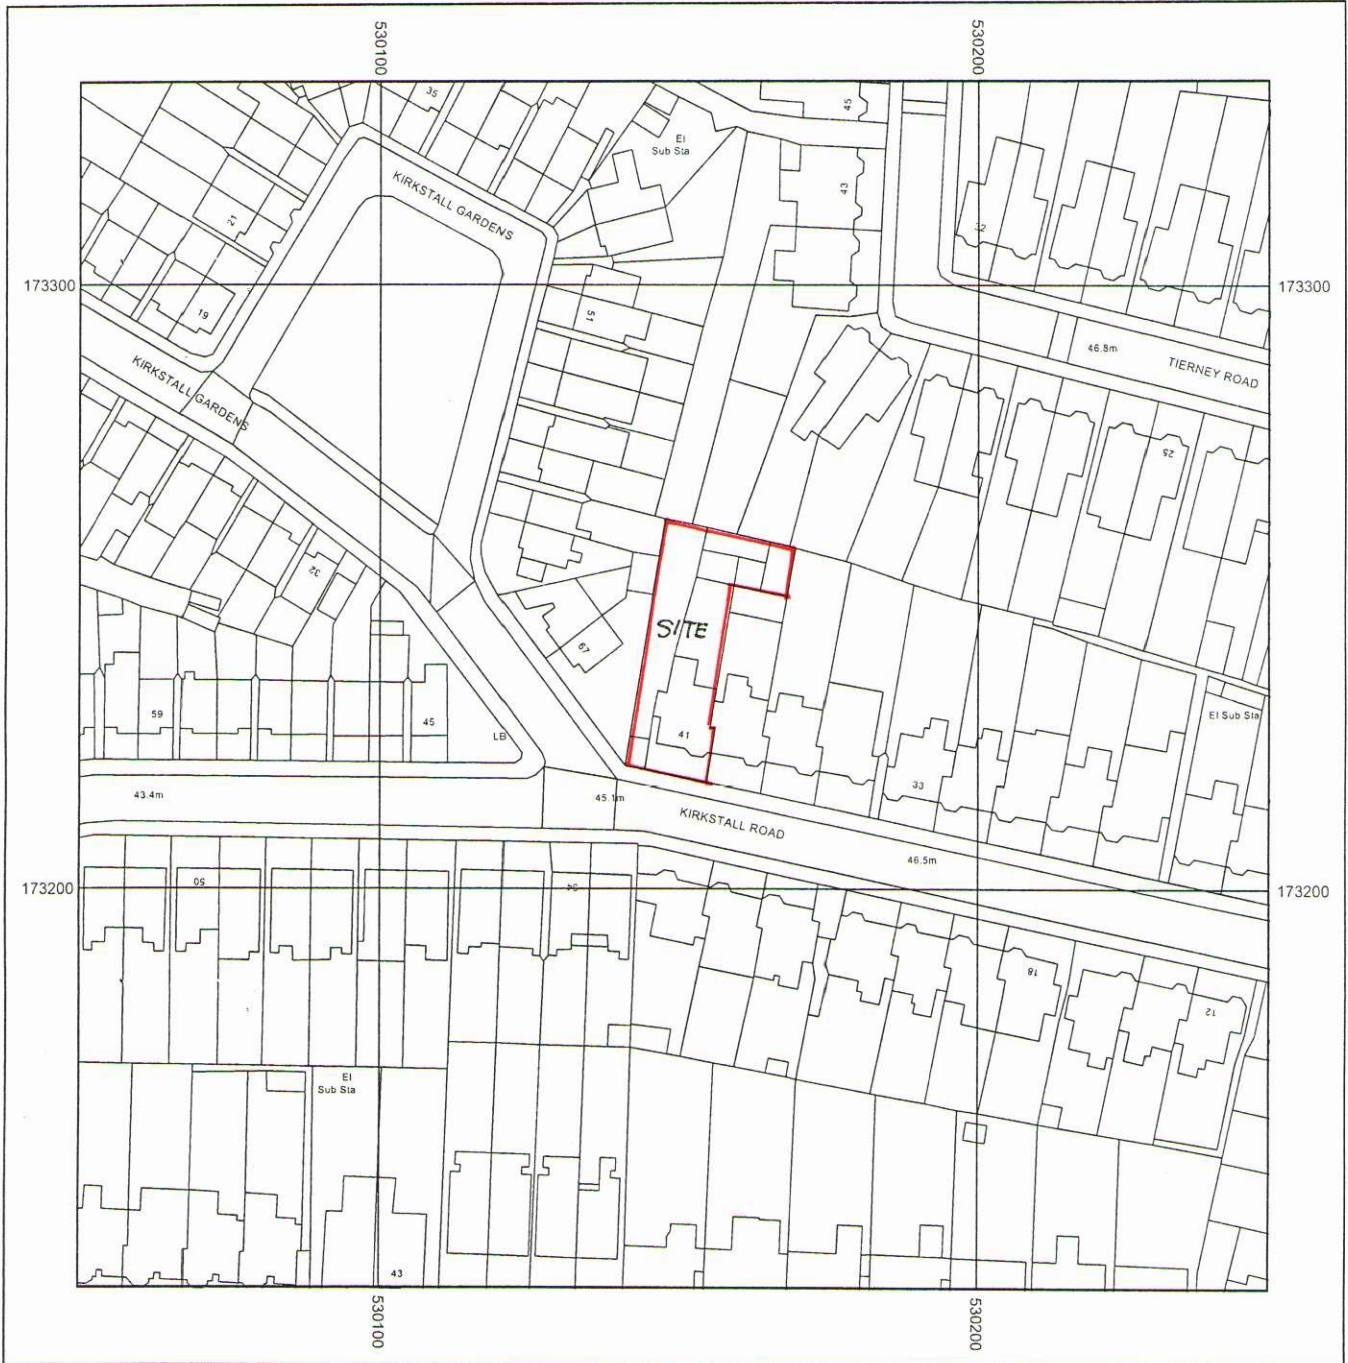 530100
530200
35
45
El
Sub Sta
KIRKSTALL GARDENS
43
21
32
173300
173300
19
51
46.8m
TIERNEY ROAD
KIRKSTALL GARDENS
25
32
SITE
67
59
45
LB
41
El Sub Sta
33
43.4m
45.1m
KIRKSTALL ROAD
46.5m
173200
50
34
173200
18
12
El
Sub Sta
43
530100
530200